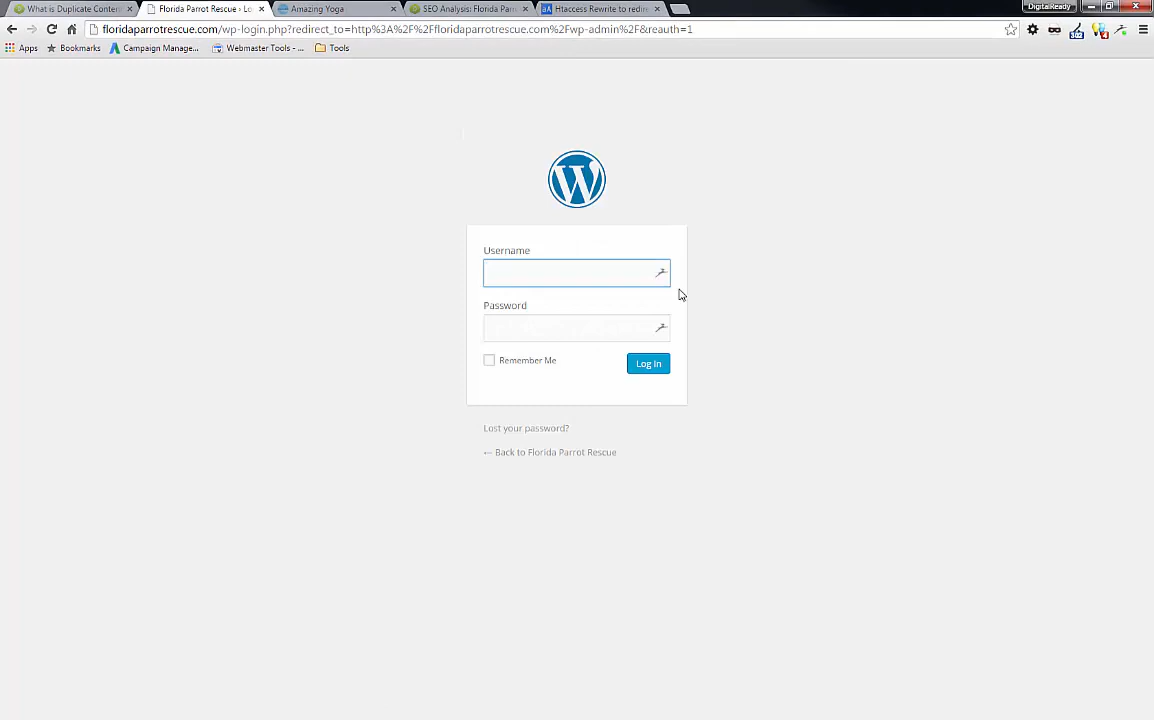 What is Duplicate Conten
Florida Parrot Rescue › Lo
Amazing Yoga
SEO Analysis: Florida Parr
Htaccess Rewrite to redire
DigitalReady
floridaparrotrescue.com/wp-login.php?redirect_to=http%3A%2F%2Ffloridaparrotrescue.com%2Fwp-admin%2F&reauth=1
Apps
Bookmarks
Campaign Manage...
Webmaster Tools - ...
Tools
Username
Password
Remember Me
Log In
Lost your password?
← Back to Florida Parrot Rescue